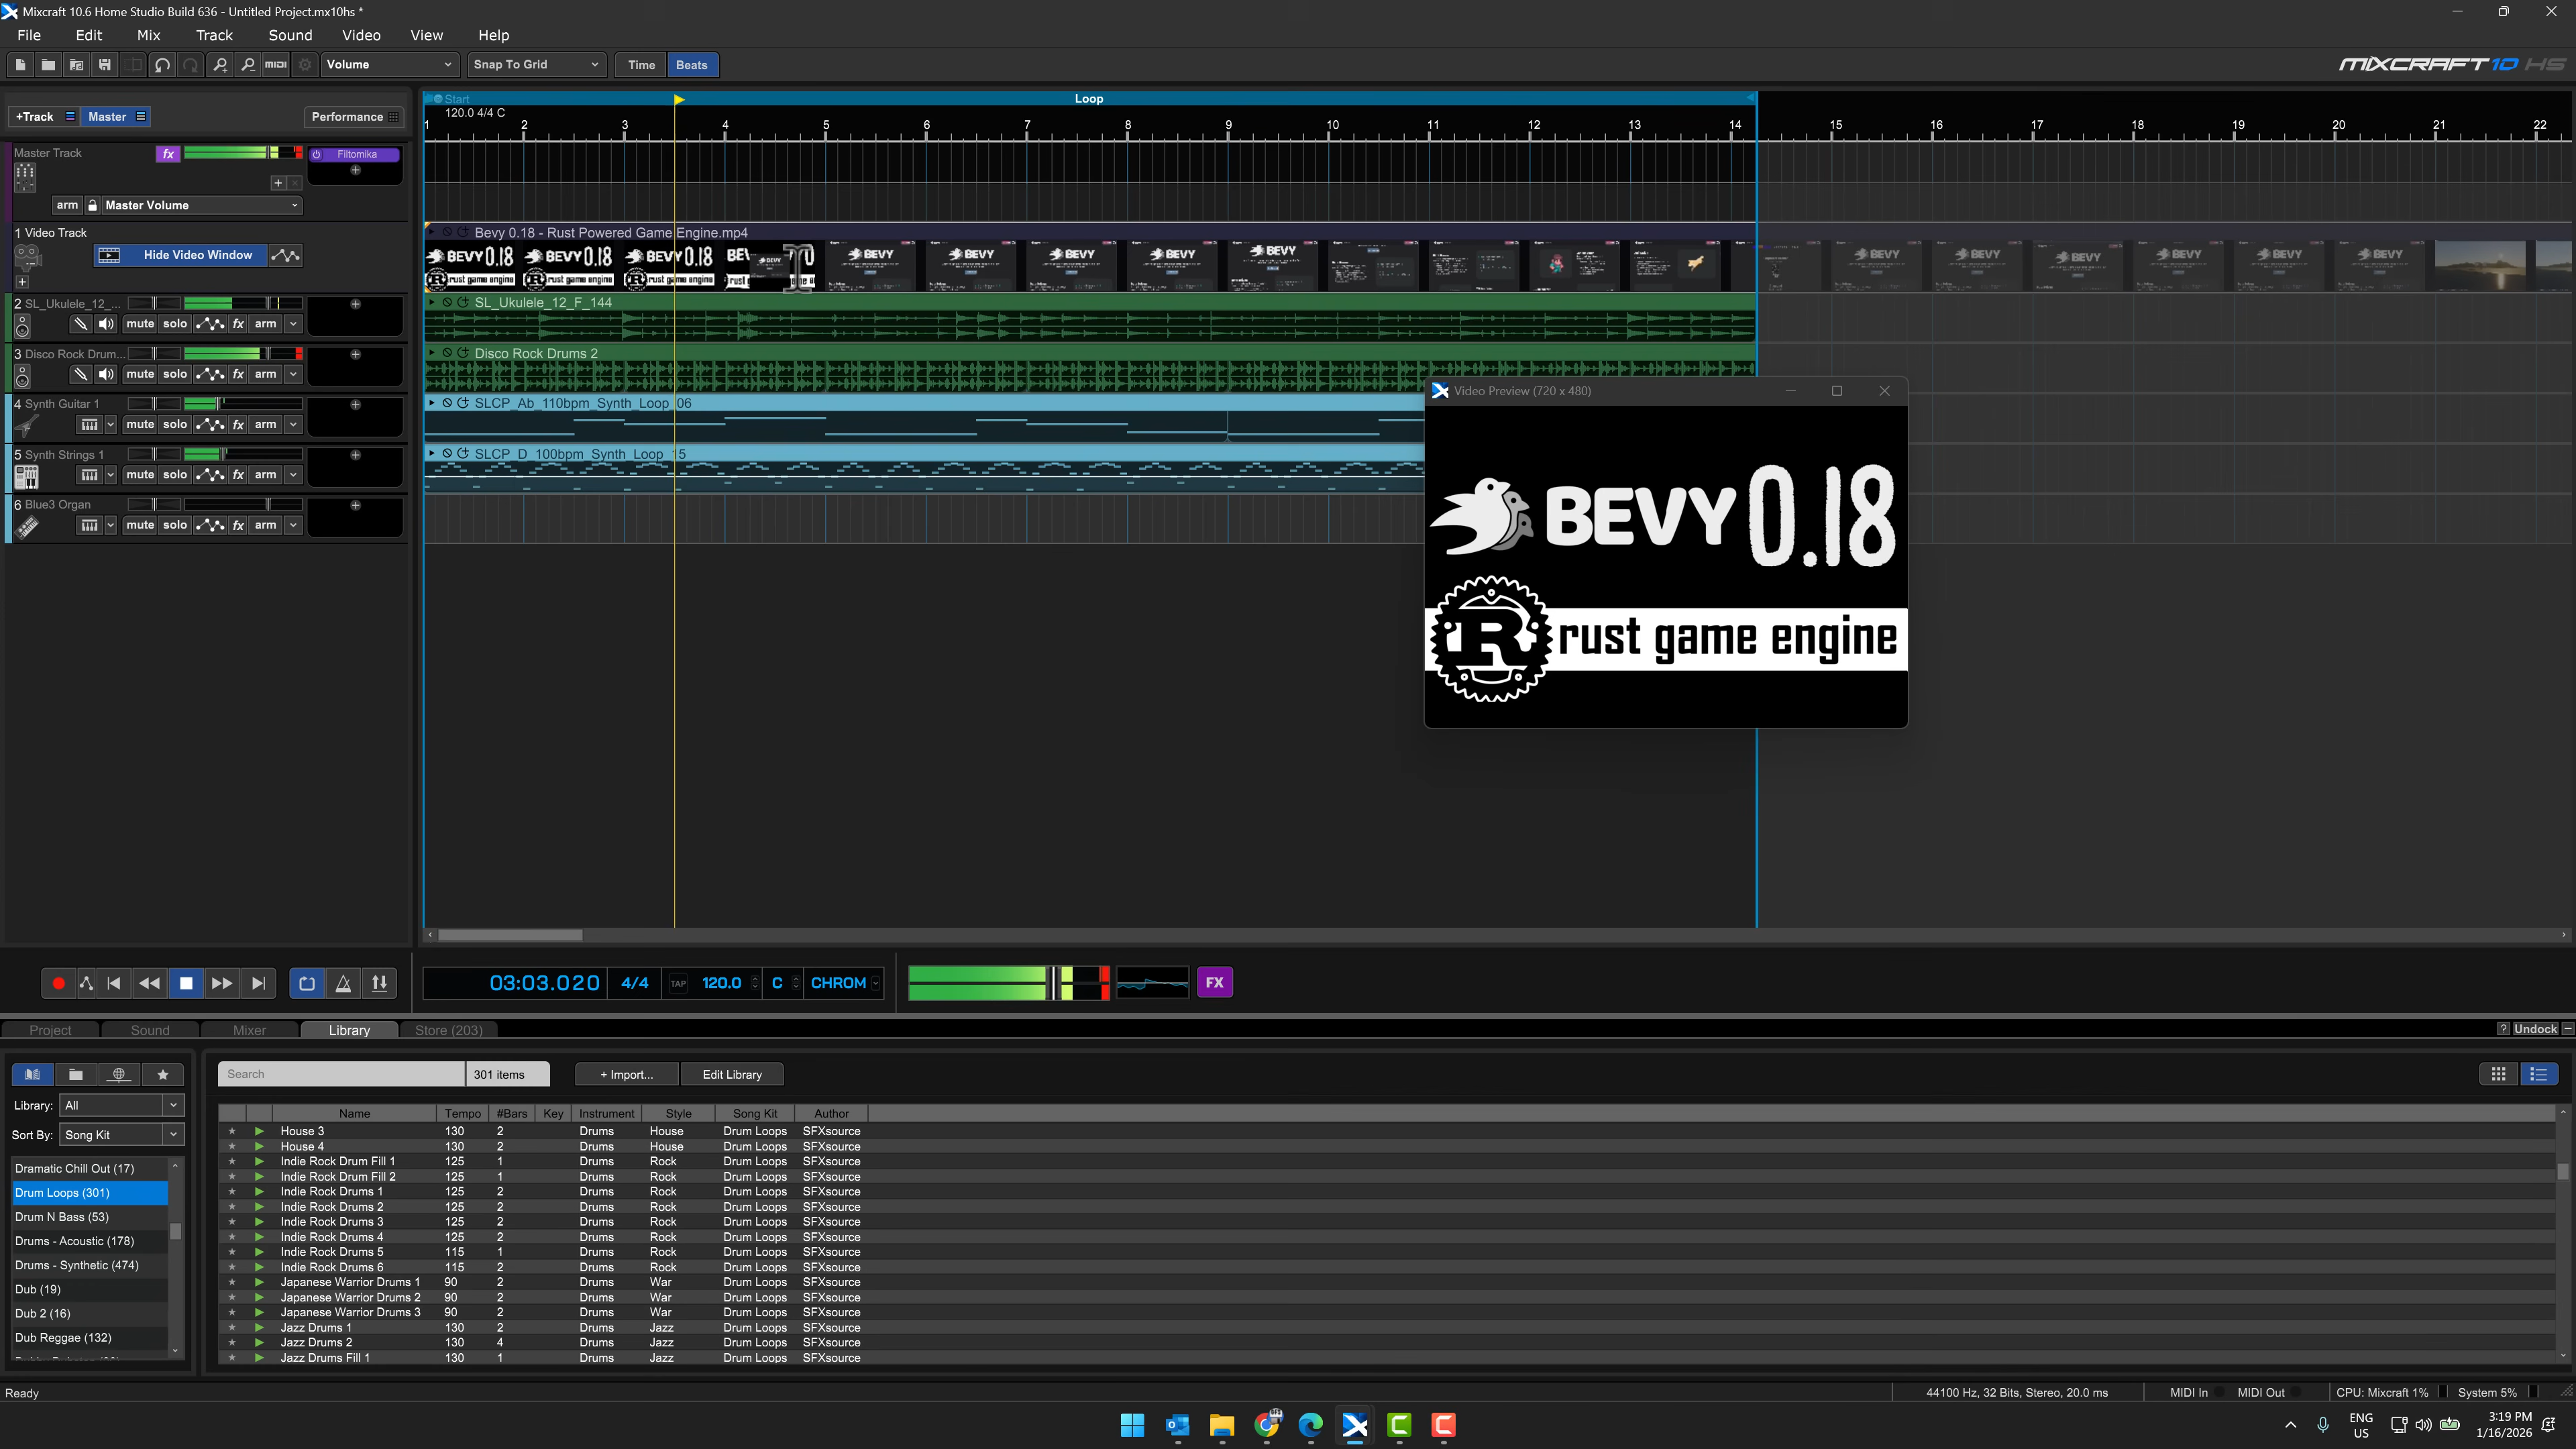 Mixcraft 10.6 Home Studio Build 636 - Untitled Project.mx10hs *
File Edit Mix Track Sound Video View Help
MIDI Volume Snap To Grid Time Beats
MIXCRAFT 10 HS
+Track Master Performance
Start Loop
120.0 4/4 C
1 2 3 4 5 6 7 8 9 10 11 12 13 14 15 16 17 18 19 20 21 22
Master Track fx Filtomika
arm Master Volume
1 Video Track
Hide Video Window
Bevy 0.18 - Rust Powered Game Engine.mp4
2 SL_Ukulele_12_...
mute solo fx arm
SL_Ukulele_12_F_144
3 Disco Rock Drum...
mute solo fx arm
Disco Rock Drums 2
4 Synth Guitar 1
mute solo fx arm
SLCP_Ab_110bpm_Synth_Loop_06
5 Synth Strings 1
mute solo fx arm
SLCP_D_100bpm_Synth_Loop_15
6 Blue3 Organ
mute solo fx arm
Video Preview (720 x 480)
BEVY 0.18
R rust game engine
03:03.020 4/4 TAP 120.0 C CHROM FX
Project Sound Mixer Library Store (203)
? Undock
Search 301 items + Import... Edit Library
Library: All
Sort By: Song Kit
Dramatic Chill Out (17)
Drum Loops (301)
Drum N Bass (53)
Drums - Acoustic (178)
Drums - Synthetic (474)
Dub (19)
Dub 2 (16)
Dub Reggae (132)
Name Tempo #Bars Key Instrument Style Song Kit Author
House 3 130 2 Drums House Drum Loops SFXsource
House 4 130 2 Drums House Drum Loops SFXsource
Indie Rock Drum Fill 1 125 1 Drums Rock Drum Loops SFXsource
Indie Rock Drum Fill 2 125 1 Drums Rock Drum Loops SFXsource
Indie Rock Drums 1 125 2 Drums Rock Drum Loops SFXsource
Indie Rock Drums 2 125 2 Drums Rock Drum Loops SFXsource
Indie Rock Drums 3 125 2 Drums Rock Drum Loops SFXsource
Indie Rock Drums 4 125 2 Drums Rock Drum Loops SFXsource
Indie Rock Drums 5 115 1 Drums Rock Drum Loops SFXsource
Indie Rock Drums 6 115 2 Drums Rock Drum Loops SFXsource
Japanese Warrior Drums 1 90 2 Drums War Drum Loops SFXsource
Japanese Warrior Drums 2 90 2 Drums War Drum Loops SFXsource
Japanese Warrior Drums 3 90 2 Drums War Drum Loops SFXsource
Jazz Drums 1 130 2 Drums Jazz Drum Loops SFXsource
Jazz Drums 2 130 4 Drums Jazz Drum Loops SFXsource
Jazz Drums Fill 1 130 1 Drums Jazz Drum Loops SFXsource
Ready
44100 Hz, 32 Bits, Stereo, 20.0 ms MIDI In MIDI Out CPU: Mixcraft 1% System 5%
ENG
US
3:19 PM
1/16/2026